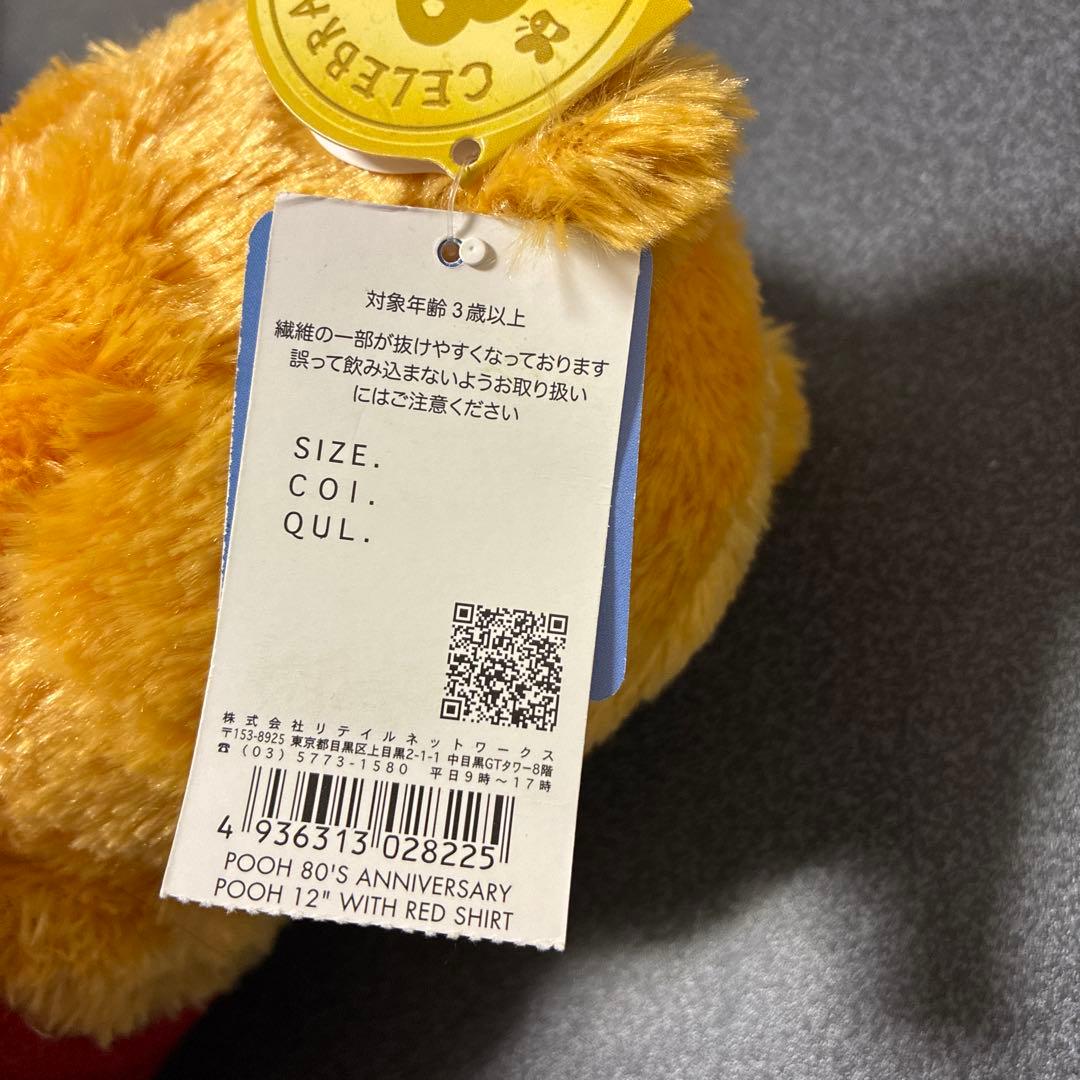 CELEBRA
対象年齢3歳以上
繊維の一部が抜けやすくなっております
誤って飲み込まないようお取り扱い
にはご注意ください
SIZE.
COI.
QUL.
株式会社リテイルネットワークス
〒153-8925 東京都目黒区上目黒2-1-1 中目黒GTタワー8階
☎ (03) 5773-1580 平日9時～17時
4 936313 028225
POOH 80'S ANNIVERSARY
POOH 12" WITH RED SHIRT